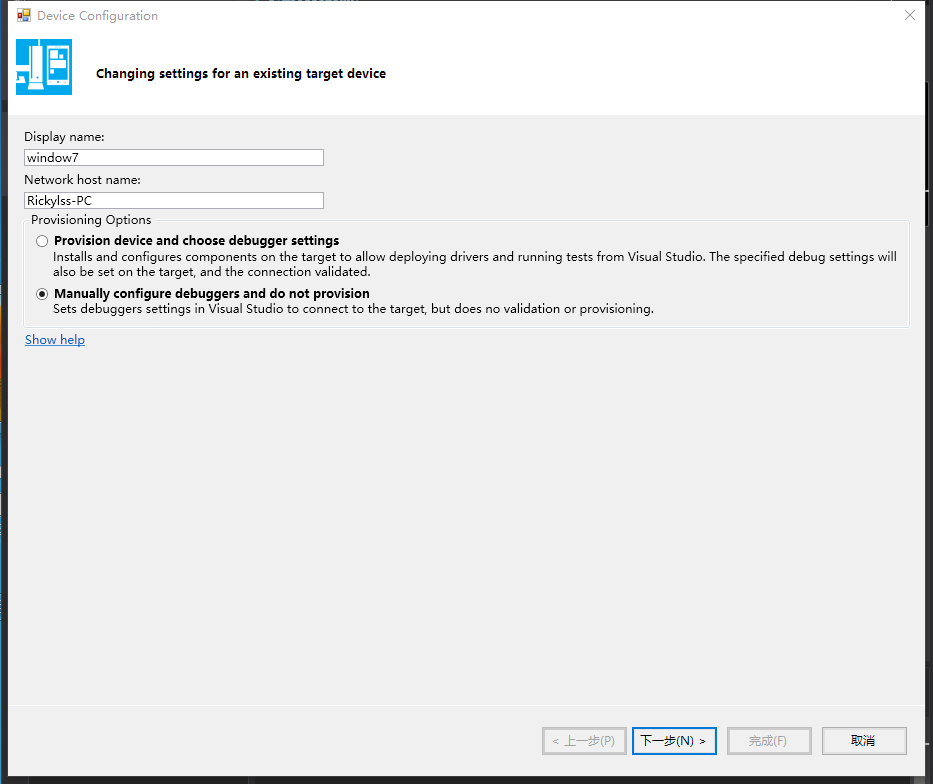 Device Configuration
Changing settings for an existing target device
Display name:
window7
Network host name:
Rickylss-PC
Provisioning Options
Provision device and choose debugger settings
Installs and configures components on the target to allow deploying drivers and running tests from Visual Studio. The specified debug settings will
also be set on the target, and the connection validated.
Manually configure debuggers and do not provision
Sets debuggers settings in Visual Studio to connect to the target, but does no validation or provisioning.
Show help
< 上一步(P)
下一步(N) >
完成(F)
取消